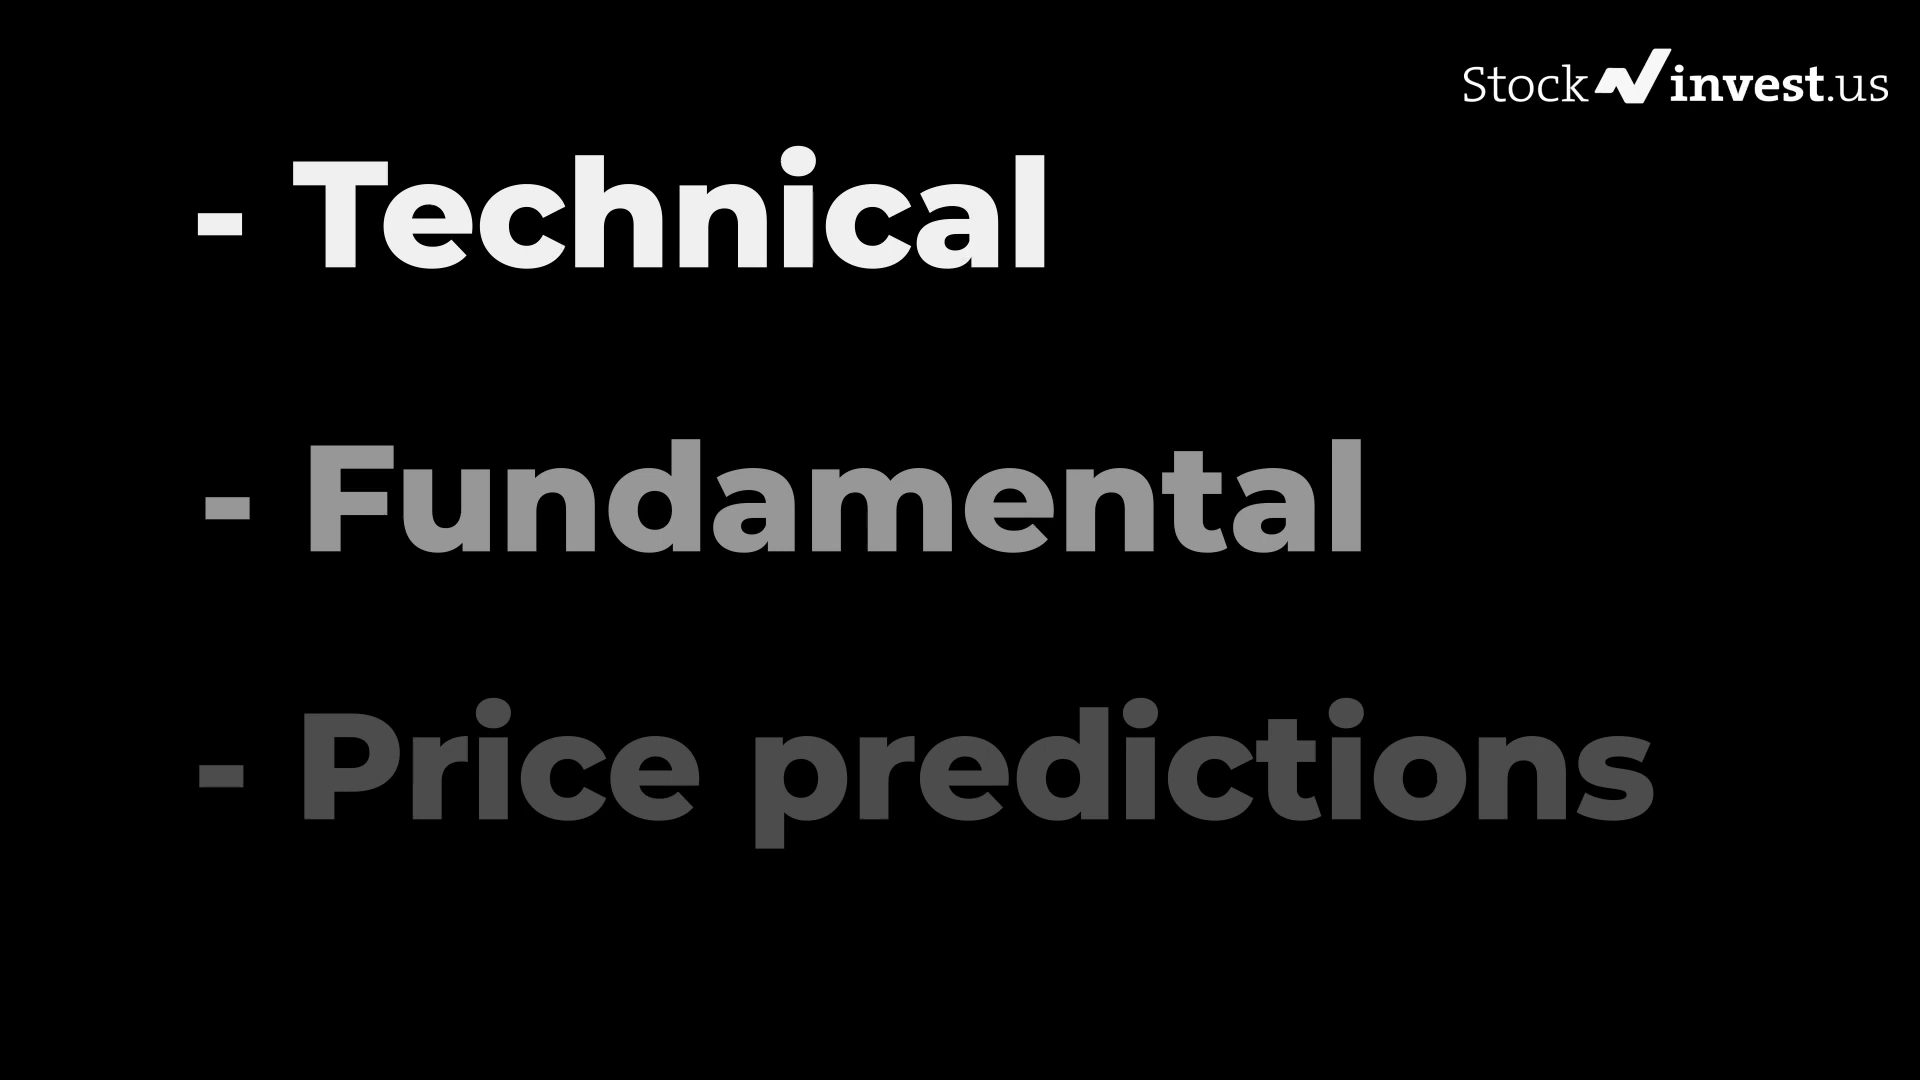 Stock invest.us
- Technical
- Fundamental
- Price predictions